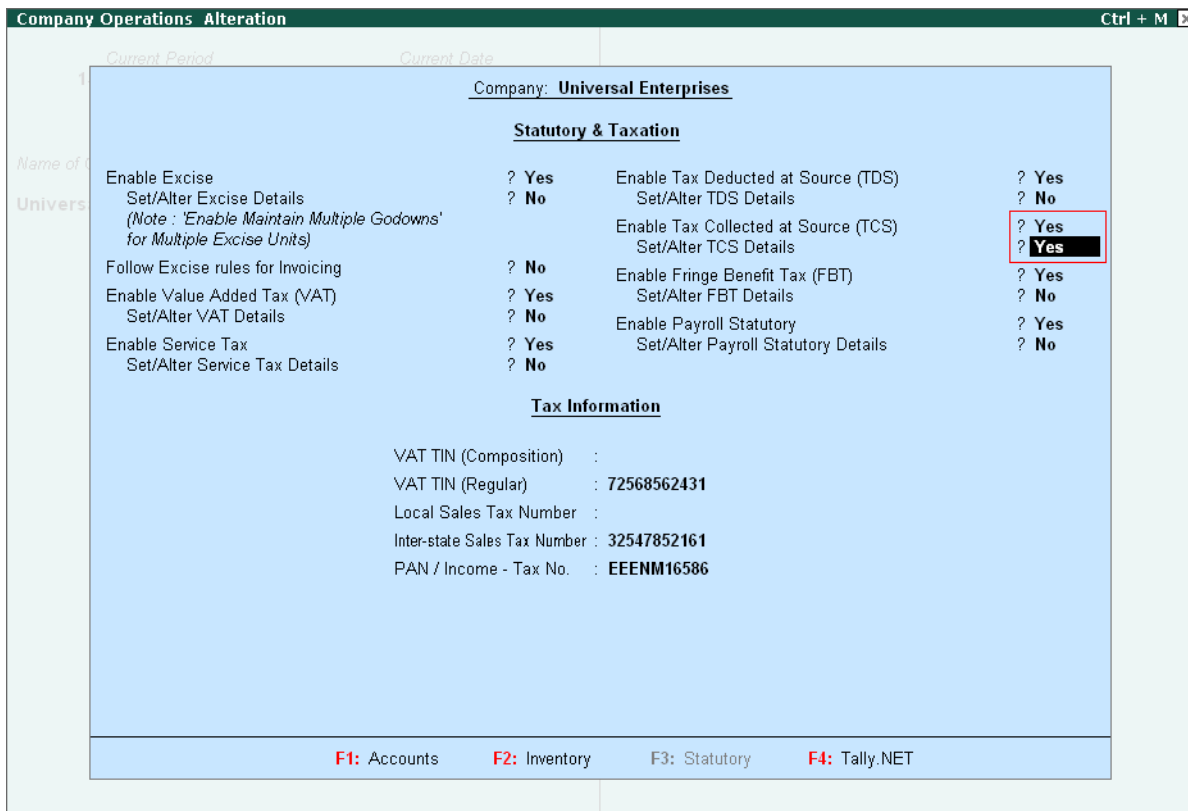 Company Operations Alteration Ctrl + M
Current Period Current Date
1
Company: Universal Enterprises
Statutory & Taxation
Name of
Univers
Enable Excise ? Yes
Set/Alter Excise Details ? No
(Note : 'Enable Maintain Multiple Godowns'
for Multiple Excise Units)
Follow Excise rules for Invoicing ? No
Enable Value Added Tax (VAT) ? Yes
Set/Alter VAT Details ? No
Enable Service Tax ? Yes
Set/Alter Service Tax Details ? No
Enable Tax Deducted at Source (TDS) ? Yes
Set/Alter TDS Details ? No
Enable Tax Collected at Source (TCS) ? Yes
Set/Alter TCS Details ? Yes
Enable Fringe Benefit Tax (FBT) ? Yes
Set/Alter FBT Details ? No
Enable Payroll Statutory ? Yes
Set/Alter Payroll Statutory Details ? No
Tax Information
VAT TIN (Composition) :
VAT TIN (Regular) : 72568562431
Local Sales Tax Number :
Inter-state Sales Tax Number : 32547852161
PAN / Income - Tax No. : EEENM16586
F1: Accounts F2: Inventory F3: Statutory F4: Tally.NET